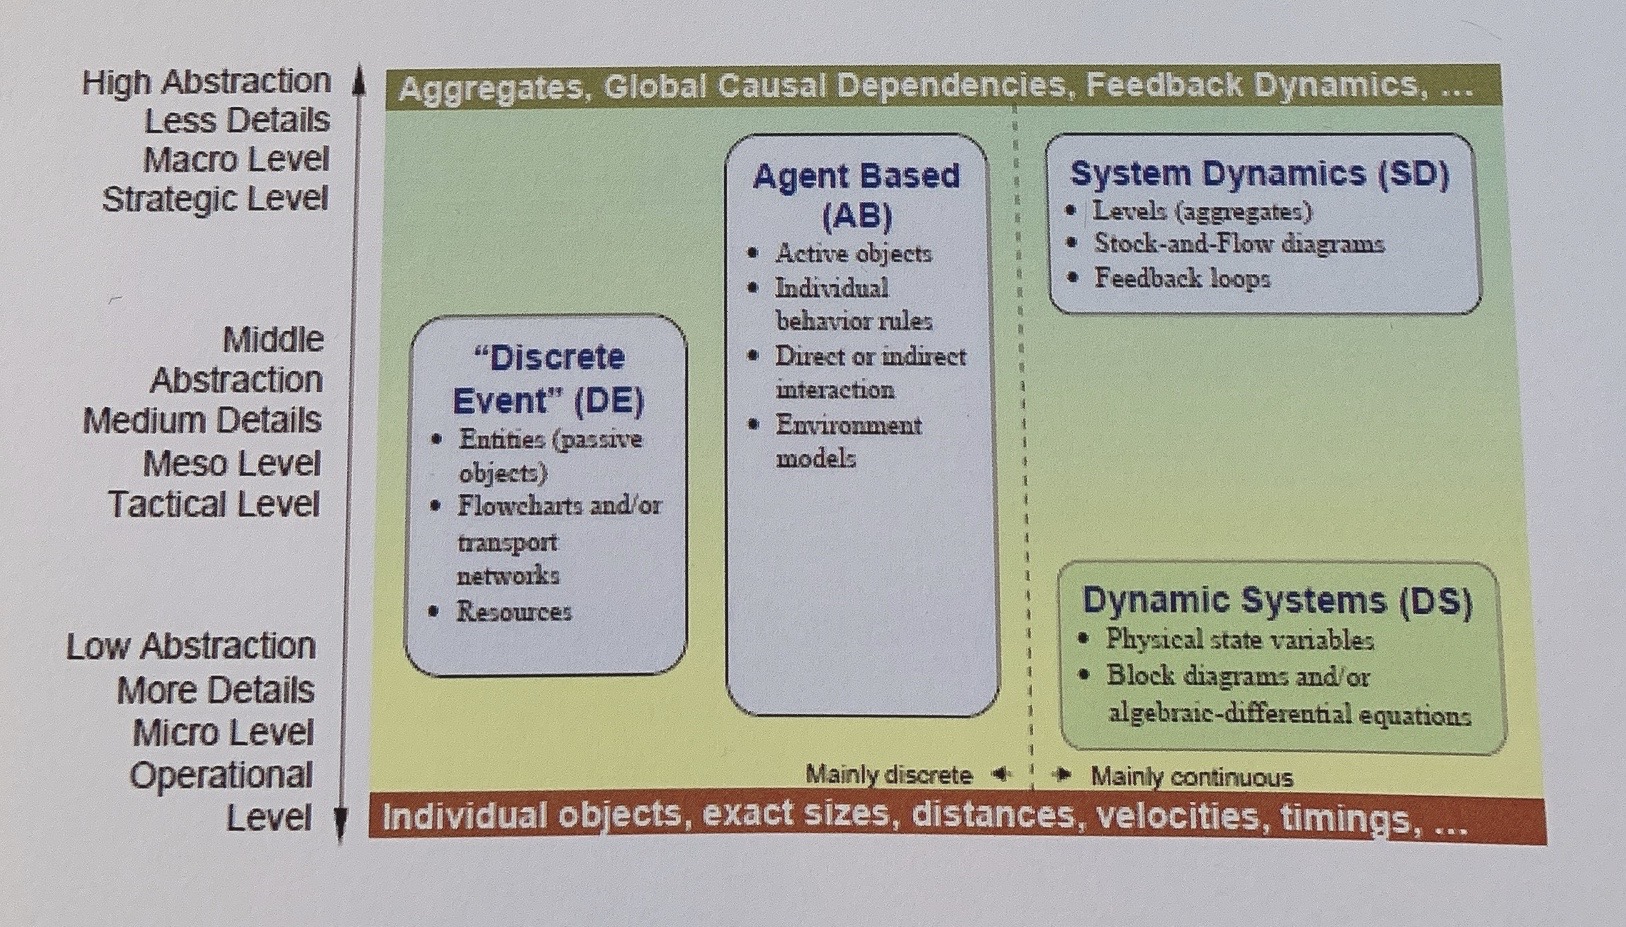 High Abstraction
Less Details
Macro Level
Strategic Level
Middle
Abstraction
Medium Details
Meso Level
Tactical Level
Low Abstraction
More Details
Micro Level
Operational
Level
Aggregates, Global Causal Dependencies, Feedback Dynamics, ...
“Discrete
Event” (DE)
• Entities (passive
objects)
• Flowcharts and/or
transport
networks
• Resources
Agent Based
(AB)
• Active objects
• Individual
behavior rules
• Direct or indirect
interaction
• Environment
models
System Dynamics (SD)
• Levels (aggregates)
• Stock-and-Flow diagrams
• Feedback loops
Dynamic Systems (DS)
• Physical state variables
• Block diagrams and/or
algebraic-differential equations
Mainly discrete
Mainly continuous
Individual objects, exact sizes, distances, velocities, timings, ...